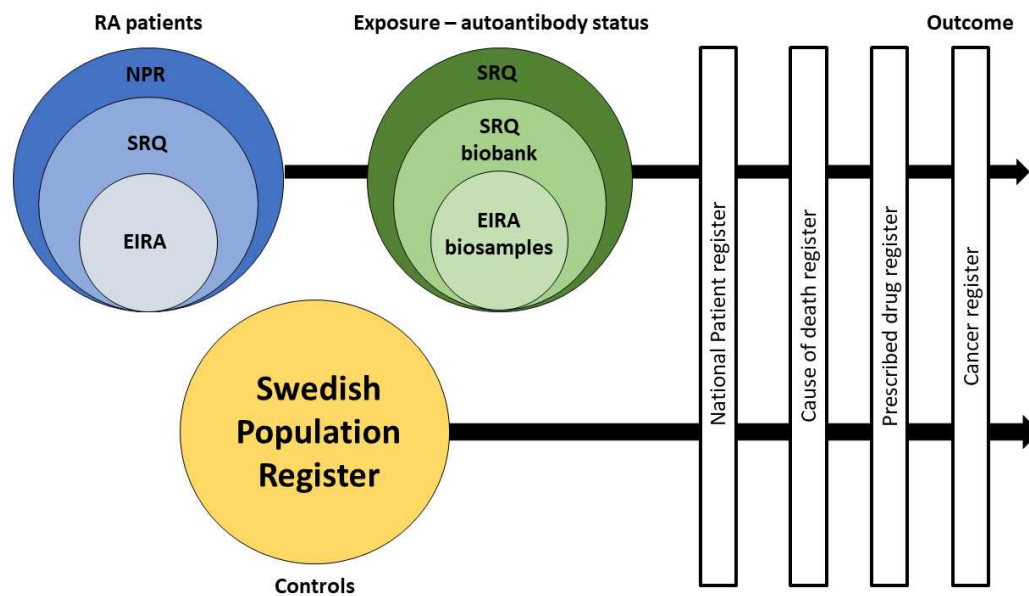 RA patients
Exposure – autoantibody status
Outcome
NPR
SRQ
EIRA
SRQ
SRQ
biobank
EIRA
biosamples
National Patient register
Cause of death register
Prescribed drug register
Cancer register
Swedish
Population
Register
Controls